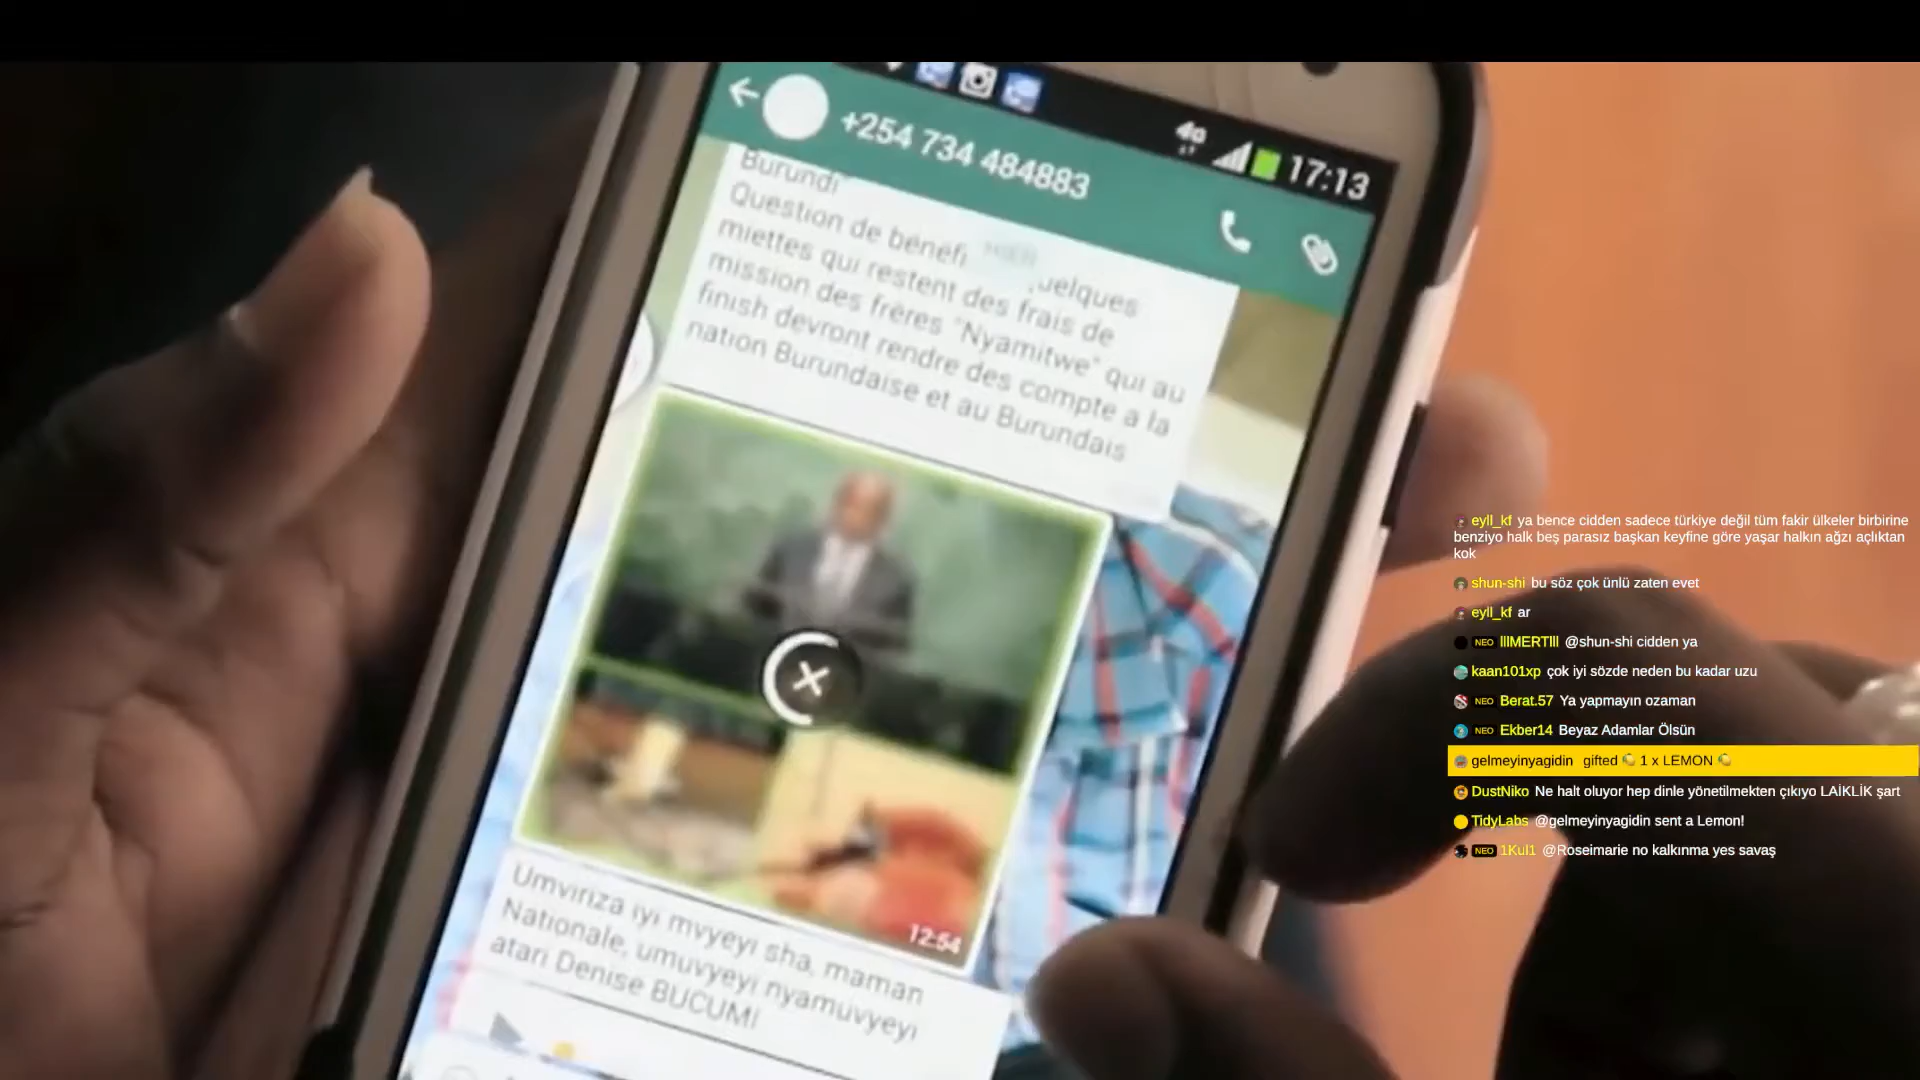 4G 17:13
+254 734 484883
Burundi
HIER
Question de benefi uelques
miettes qui restent des frais de
mission des frères "Nyamitwe" qui au
finish devront rendre des compte a la
nation Burundaise et au Burundais
12:54
Umviriza iyi mvyeyi sha, maman
Nationale, umuvyeyi nyamuvyeyi
atari Denise BUCUMI
eyll_kf ya bence cidden sadece türkiye değil tüm fakir ülkeler birbirine
benziyo halk beş parasız başkan keyfine göre yaşar halkın ağzı açlıktan
kok
shun-shi bu söz çok ünlü zaten evet
eyll_kf ar
NEO lllMERTlll @shun-shi cidden ya
kaan101xp çok iyi sözde neden bu kadar uzu
NEO Berat.57 Ya yapmayın ozaman
NEO Ekber14 Beyaz Adamlar Ölsün
gelmeyinyagidin gifted 🍋 1 x LEMON 🍋
DustNiko Ne halt oluyor hep dinle yönetilmekten çıkıyo LAİKLİK şart
TidyLabs @gelmeyinyagidin sent a Lemon!
NEO 1Kul1 @Roseimarie no kalkınma yes savaş